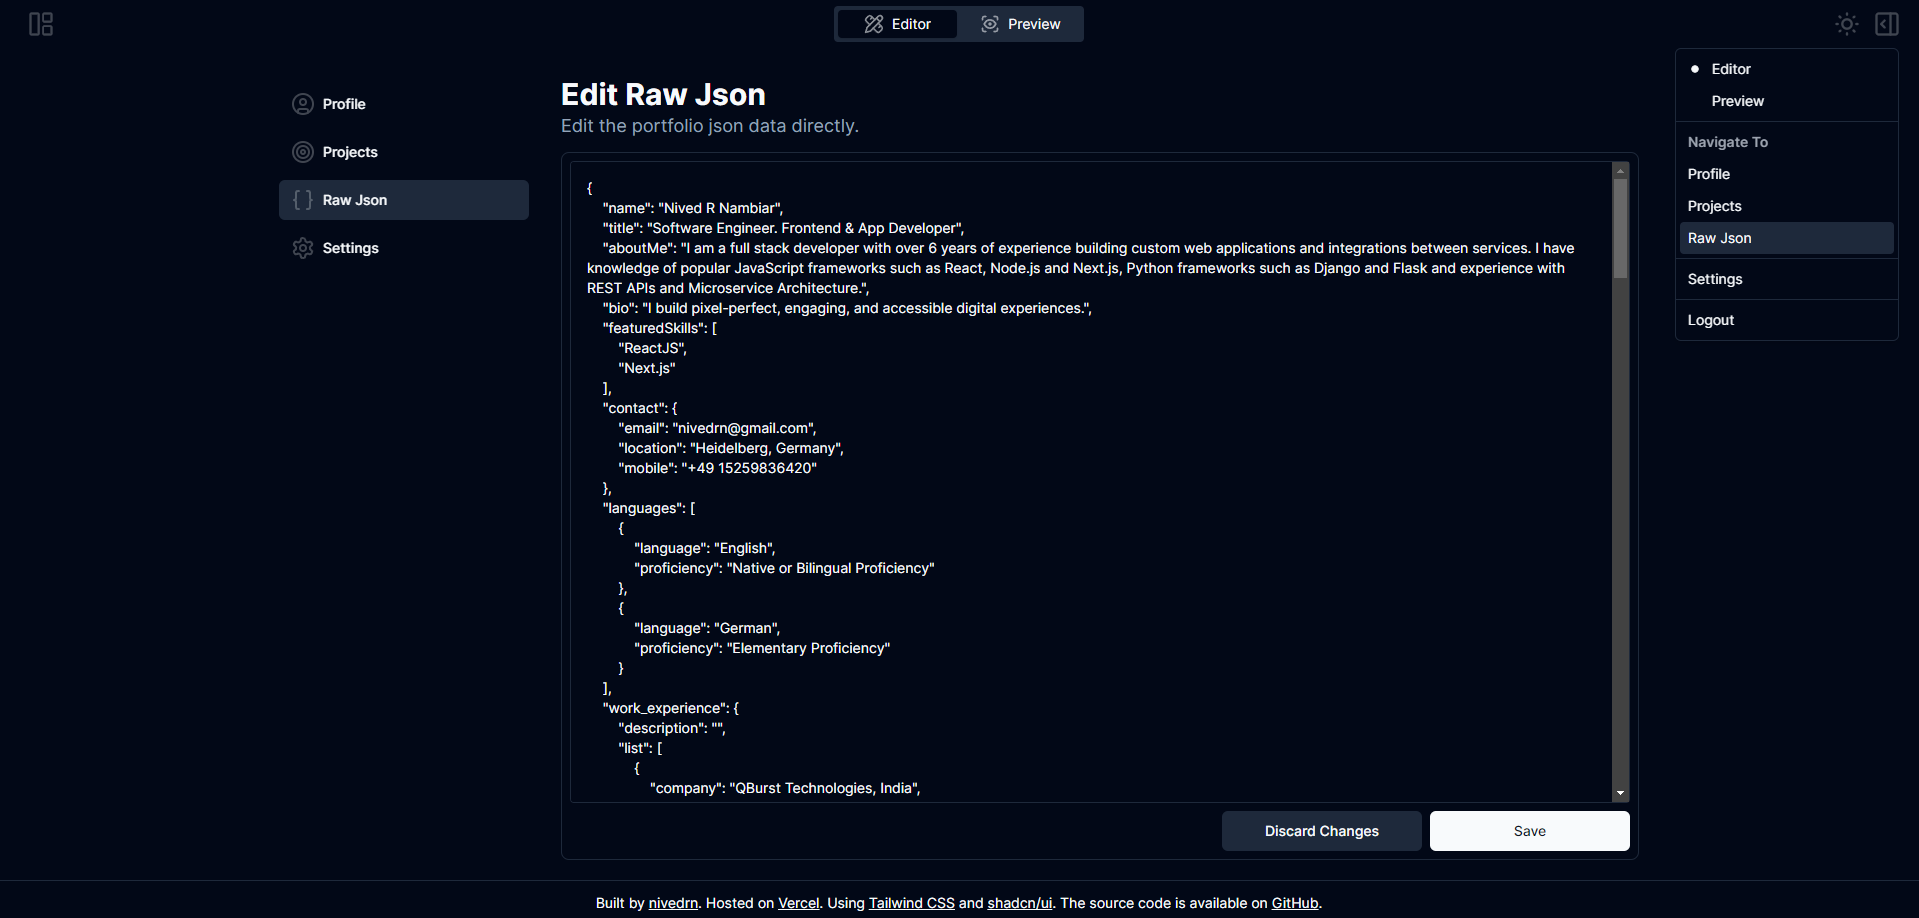 Editor
Preview
Profile
Projects
Raw Json
Settings
Edit Raw Json
Edit the portfolio json data directly.
{
"name": "Nived R Nambiar",
"title": "Software Engineer. Frontend & App Developer",
"aboutMe": "I am a full stack developer with over 6 years of experience building custom web applications and integrations between services. I have
knowledge of popular JavaScript frameworks such as React, Node.js and Next.js, Python frameworks such as Django and Flask and experience with
REST APIs and Microservice Architecture.",
"bio": "I build pixel-perfect, engaging, and accessible digital experiences.",
"featuredSkills": [
"ReactJS",
"Next.js"
],
"contact": {
"email": "nivedrn@gmail.com",
"location": "Heidelberg, Germany",
"mobile": "+49 15259836420"
},
"languages": [
{
"language": "English",
"proficiency": "Native or Bilingual Proficiency"
},
{
"language": "German",
"proficiency": "Elementary Proficiency"
}
],
"work_experience": {
"description": "",
"list": [
{
"company": "QBurst Technologies, India",
Discard Changes
Save
Editor
Preview
Navigate To
Profile
Projects
Raw Json
Settings
Logout
Built by nivedrn. Hosted on Vercel. Using Tailwind CSS and shadcn/ui. The source code is available on GitHub.